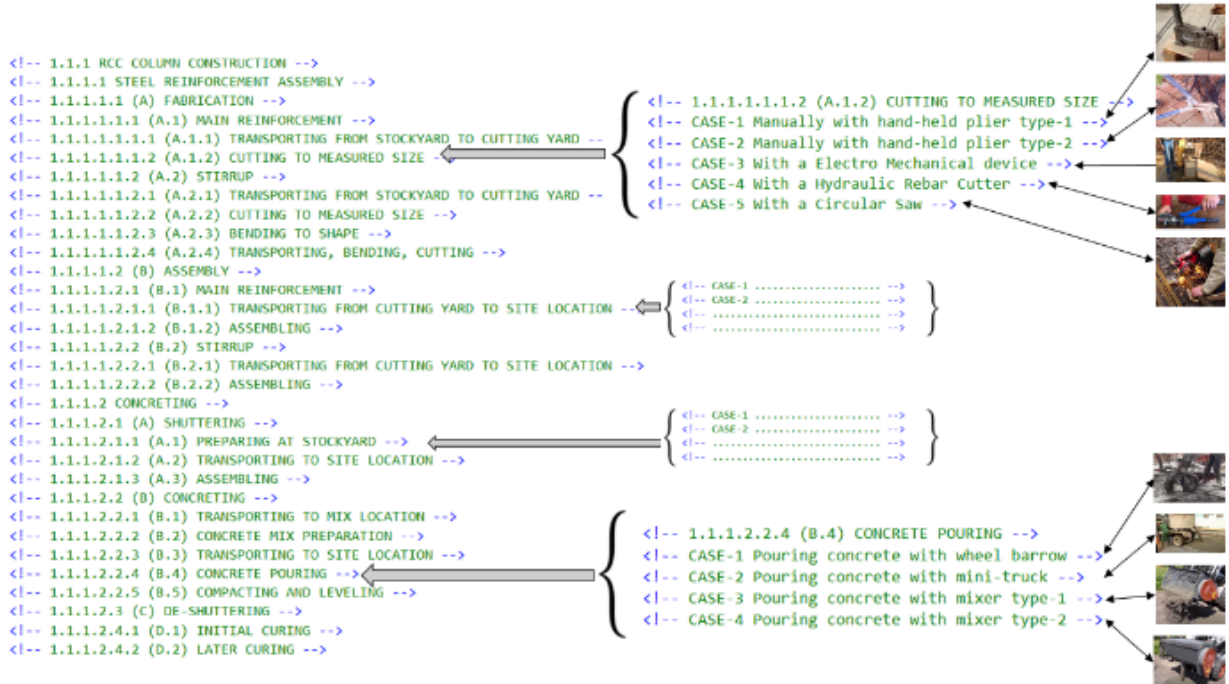 <!-- 1.1.1 RCC COLUMN CONSTRUCTION -->
<!-- 1.1.1.1 STEEL REINFORCEMENT ASSEMBLY -->
<!-- 1.1.1.1.1 (A) FABRICATION -->
<!-- 1.1.1.1.1.1 (A.1) MAIN REINFORCEMENT -->
<!-- 1.1.1.1.1.1.1 (A.1.1) TRANSPORTING FROM STOCKYARD TO CUTTING YARD --
<!-- 1.1.1.1.1.1.2 (A.1.2) CUTTING TO MEASURED SIZE -
<!-- 1.1.1.1.1.2 (A.2) STIRRUP -->
<!-- 1.1.1.1.1.2.1 (A.2.1) TRANSPORTING FROM STOCKYARD TO CUTTING YARD --
<!-- 1.1.1.1.1.2.2 (A.2.2) CUTTING TO MEASURED SIZE -->
<!-- 1.1.1.1.1.2.3 (A.2.3) BENDING TO SHAPE -->
<!-- 1.1.1.1.1.2.4 (A.2.4) TRANSPORTING, BENDING, CUTTING -->
<!-- 1.1.1.1.2 (B) ASSEMBLY -->
<!-- 1.1.1.1.2.1 (B.1) MAIN REINFORCEMENT -->
<!-- 1.1.1.1.2.1.1 (B.1.1) TRANSPORTING FROM CUTTING YARD TO SITE LOCATION --
<!-- 1.1.1.1.2.1.2 (B.1.2) ASSEMBLING -->
<!-- 1.1.1.1.2.2 (B.2) STIRRUP -->
<!-- 1.1.1.1.2.2.1 (B.2.1) TRANSPORTING FROM CUTTING YARD TO SITE LOCATION -->
<!-- 1.1.1.1.2.2.2 (B.2.2) ASSEMBLING -->
<!-- 1.1.1.2 CONCRETING -->
<!-- 1.1.1.2.1 (A) SHUTTERING -->
<!-- 1.1.1.2.1.1 (A.1) PREPARING AT STOCKYARD -->
<!-- 1.1.1.2.1.2 (A.2) TRANSPORTING TO SITE LOCATION -->
<!-- 1.1.1.2.1.3 (A.3) ASSEMBLING -->
<!-- 1.1.1.2.2 (B) CONCRETING -->
<!-- 1.1.1.2.2.1 (B.1) TRANSPORTING TO MIX LOCATION -->
<!-- 1.1.1.2.2.2 (B.2) CONCRETE MIX PREPARATION -->
<!-- 1.1.1.2.2.3 (B.3) TRANSPORTING TO SITE LOCATION -->
<!-- 1.1.1.2.2.4 (B.4) CONCRETE POURING -->
<!-- 1.1.1.2.2.5 (B.5) COMPACTING AND LEVELING -->
<!-- 1.1.1.2.3 (C) DE-SHUTTERING -->
<!-- 1.1.1.2.4.1 (D.1) INITIAL CURING -->
<!-- 1.1.1.2.4.2 (D.2) LATER CURING -->
<!-- 1.1.1.1.1.1.2 (A.1.2) CUTTING TO MEASURED SIZE -->
<!-- CASE-1 Manually with hand-held plier type-1 -->
<!-- CASE-2 Manually with hand-held plier type-2 -->
<!-- CASE-3 With a Electro Mechanical device -->
<!-- CASE-4 With a Hydraulic Rebar Cutter -->
<!-- CASE-5 With a Circular Saw -->
<!-- CASE-1 ...................... -->
<!-- CASE-2 ...................... -->
<!-- ............................. -->
<!-- ............................. -->
<!-- CASE-1 ...................... -->
<!-- CASE-2 ...................... -->
<!-- ............................. -->
<!-- ............................. -->
<!-- 1.1.1.2.2.4 (B.4) CONCRETE POURING -->
<!-- CASE-1 Pouring concrete with wheel barrow -->
<!-- CASE-2 Pouring concrete with mini-truck -->
<!-- CASE-3 Pouring concrete with mixer type-1 -->
<!-- CASE-4 Pouring concrete with mixer type-2 -->